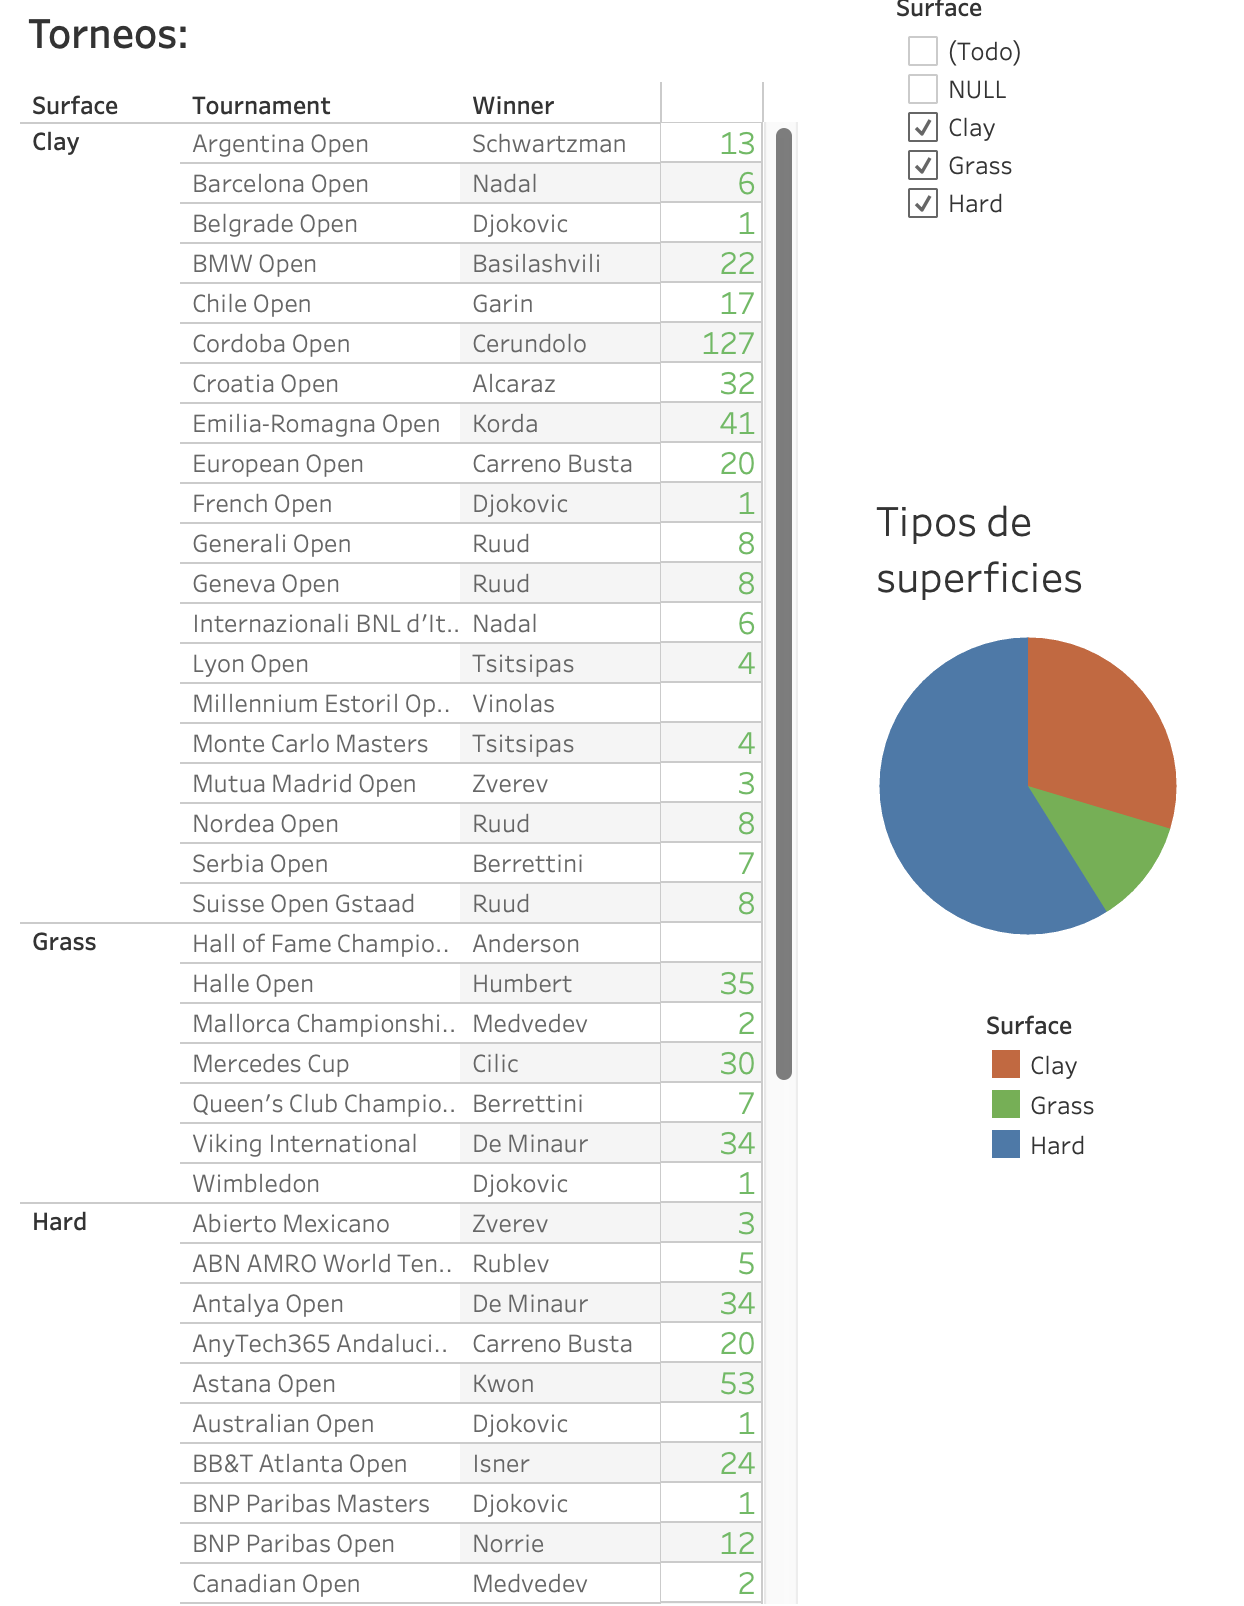 Torneos:
Surface Tournament Winner
Clay Argentina Open Schwartzman 13
Barcelona Open Nadal 6
Belgrade Open Djokovic 1
BMW Open Basilashvili 22
Chile Open Garin 17
Cordoba Open Cerundolo 127
Croatia Open Alcaraz 32
Emilia-Romagna Open Korda 41
European Open Carreno Busta 20
French Open Djokovic 1
Generali Open Ruud 8
Geneva Open Ruud 8
Internazionali BNL d'It.. Nadal 6
Lyon Open Tsitsipas 4
Millennium Estoril Op.. Vinolas
Monte Carlo Masters Tsitsipas 4
Mutua Madrid Open Zverev 3
Nordea Open Ruud 8
Serbia Open Berrettini 7
Suisse Open Gstaad Ruud 8
Grass Hall of Fame Champio.. Anderson
Halle Open Humbert 35
Mallorca Championshi.. Medvedev 2
Mercedes Cup Cilic 30
Queen's Club Champio.. Berrettini 7
Viking International De Minaur 34
Wimbledon Djokovic 1
Hard Abierto Mexicano Zverev 3
ABN AMRO World Ten.. Rublev 5
Antalya Open De Minaur 34
AnyTech365 Andaluci.. Carreno Busta 20
Astana Open Kwon 53
Australian Open Djokovic 1
BB&T Atlanta Open Isner 24
BNP Paribas Masters Djokovic 1
BNP Paribas Open Norrie 12
Canadian Open Medvedev 2
Surface
(Todo)
NULL
Clay
Grass
Hard
Tipos de
superficies
Surface
Clay
Grass
Hard